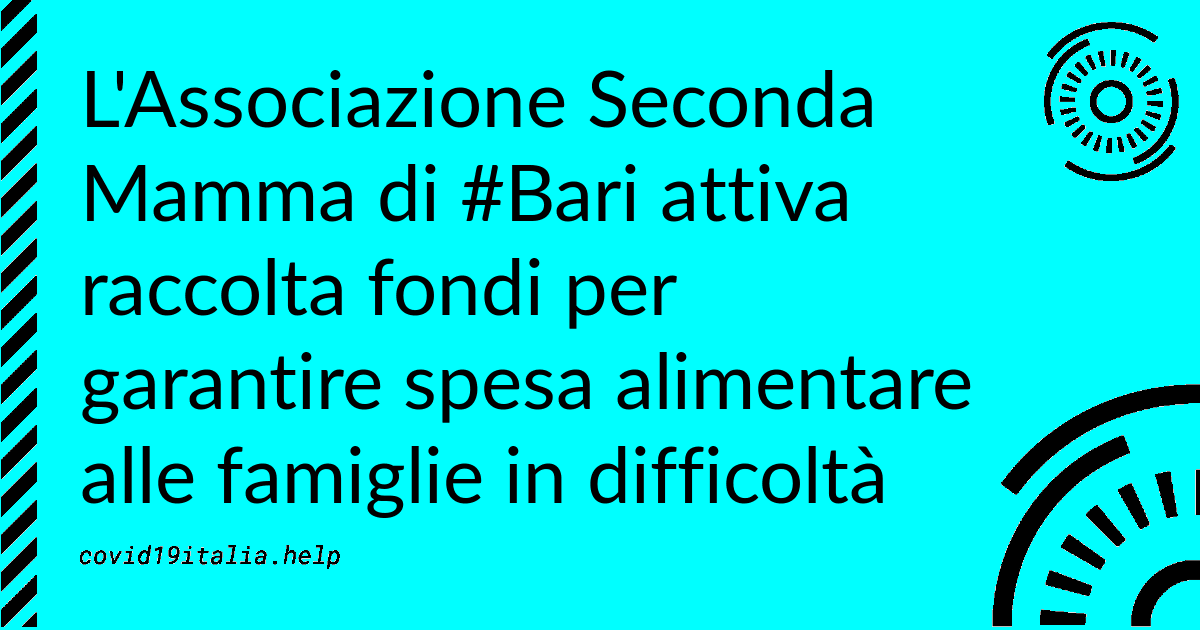 L'Associazione Seconda
Mamma di #Bari attiva
raccolta fondi per
garantire spesa alimentare
alle famiglie in difficoltà
covid19italia.help